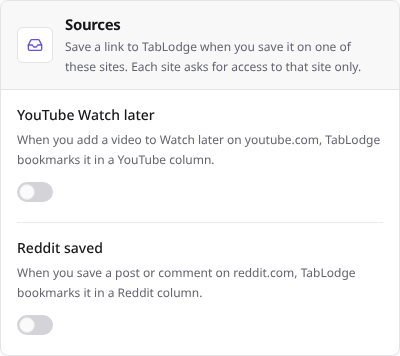 Sources
Save a link to TabLodge when you save it on one of
these sites. Each site asks for access to that site only.
YouTube Watch later
When you add a video to Watch later on youtube.com, TabLodge
bookmarks it in a YouTube column.
Reddit saved
When you save a post or comment on reddit.com, TabLodge
bookmarks it in a Reddit column.